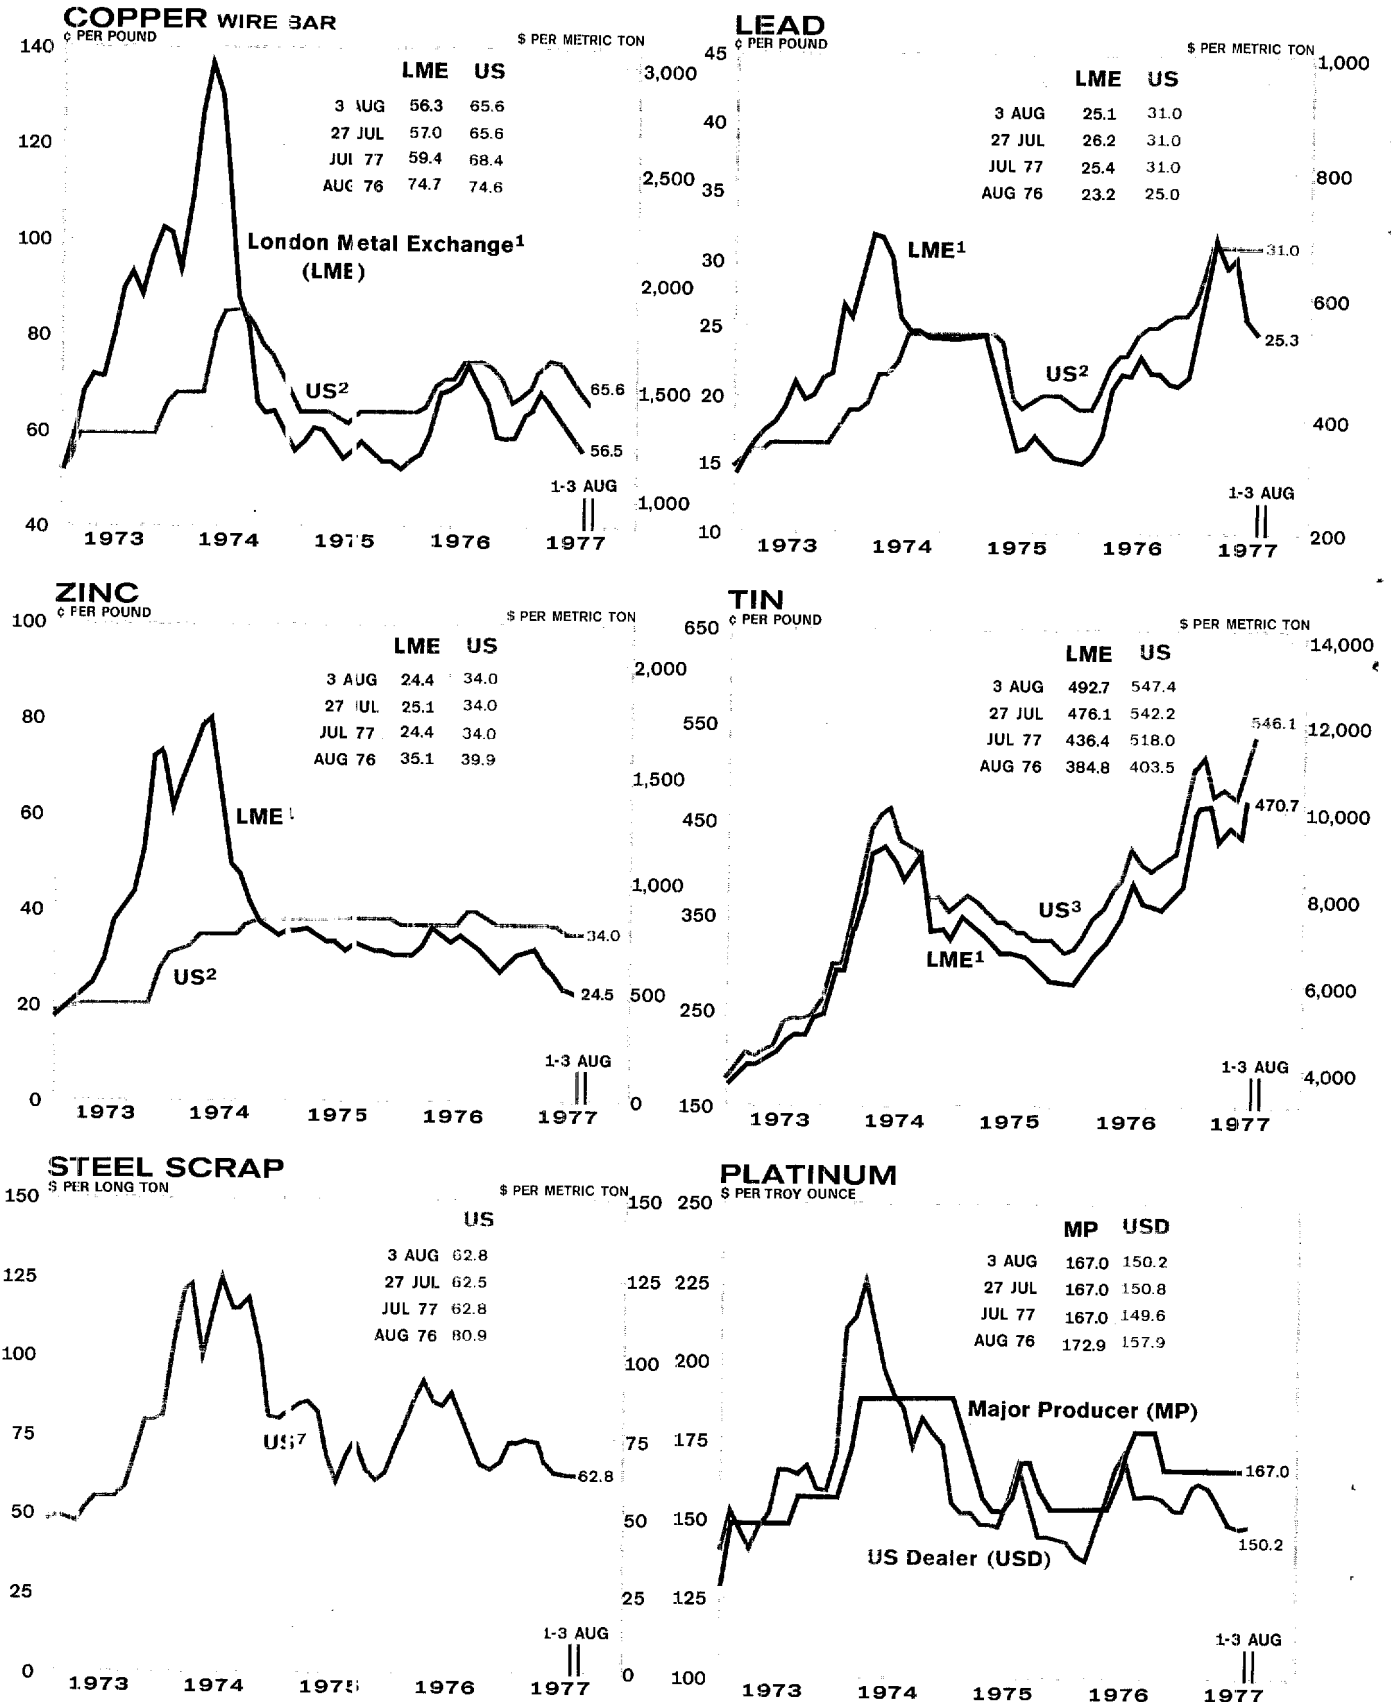 COPPER WIRE BAR
¢ PER POUND
$ PER METRIC TON
LME US
3 AUG 56.3 65.6
27 JUL 57.0 65.6
JUL 77 59.4 68.4
AUG 76 74.7 74.6
London Metal Exchange¹
(LME)
US²
65.6
56.5
1-3 AUG
140
120
100
80
60
40
3,000
2,500
2,000
1,500
1,000
1973 1974 1975 1976 1977
LEAD
¢ PER POUND
$ PER METRIC TON
LME US
3 AUG 25.1 31.0
27 JUL 26.2 31.0
JUL 77 25.4 31.0
AUG 76 23.2 25.0
LME¹
US²
31.0
25.3
1-3 AUG
45
40
35
30
25
20
15
10
1,000
800
600
400
200
1973 1974 1975 1976 1977
ZINC
¢ PER POUND
$ PER METRIC TON
LME US
3 AUG 24.4 34.0
27 JUL 25.1 34.0
JUL 77 24.4 34.0
AUG 76 35.1 39.9
LME¹
US²
34.0
24.5
1-3 AUG
100
80
60
40
20
0
2,000
1,500
1,000
500
0
1973 1974 1975 1976 1977
TIN
¢ PER POUND
$ PER METRIC TON
LME US
3 AUG 492.7 547.4
27 JUL 476.1 542.2
JUL 77 436.4 518.0
AUG 76 384.8 403.5
US³
LME¹
546.1
470.7
1-3 AUG
650
550
450
350
250
150
14,000
12,000
10,000
8,000
6,000
4,000
1973 1974 1975 1976 1977
STEEL SCRAP
$ PER LONG TON
$ PER METRIC TON
US
3 AUG 62.8
27 JUL 62.5
JUL 77 62.8
AUG 76 80.9
US⁷
62.8
1-3 AUG
150
125
100
75
50
25
0
150
125
100
75
50
25
0
1973 1974 1975 1976 1977
PLATINUM
$ PER TROY OUNCE
MP USD
3 AUG 167.0 150.2
27 JUL 167.0 150.8
JUL 77 167.0 149.6
AUG 76 172.9 157.9
Major Producer (MP)
US Dealer (USD)
167.0
150.2
1-3 AUG
250
225
200
175
150
125
100
1973 1974 1975 1976 1977